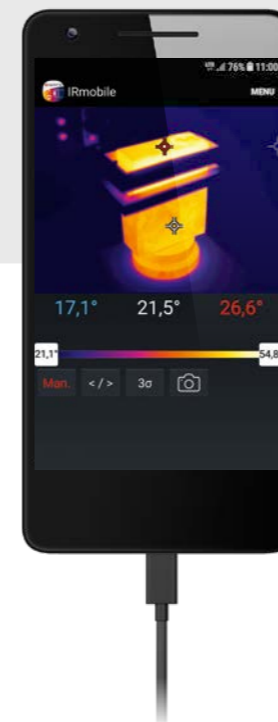 76% 11:00
IRmobile MENU
17,1° 21,5° 26,6°
21,1° 54,8
Man. < / > 3σ